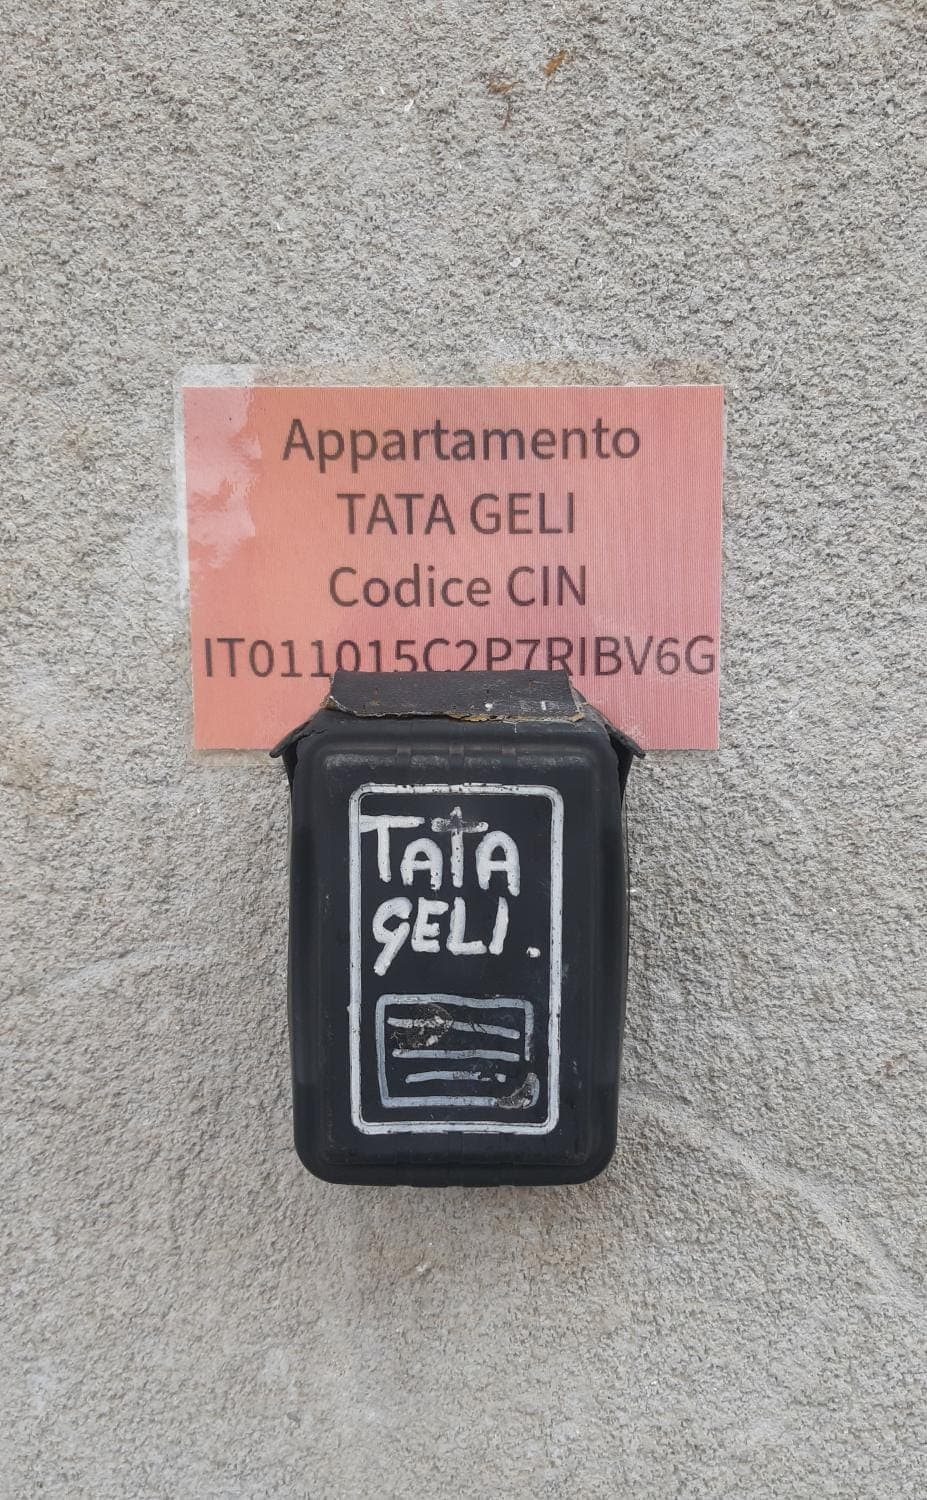 Appartamento
TATA GELI
Codice CIN
IT011015C2P7RIBV6G
TATA
GELI.